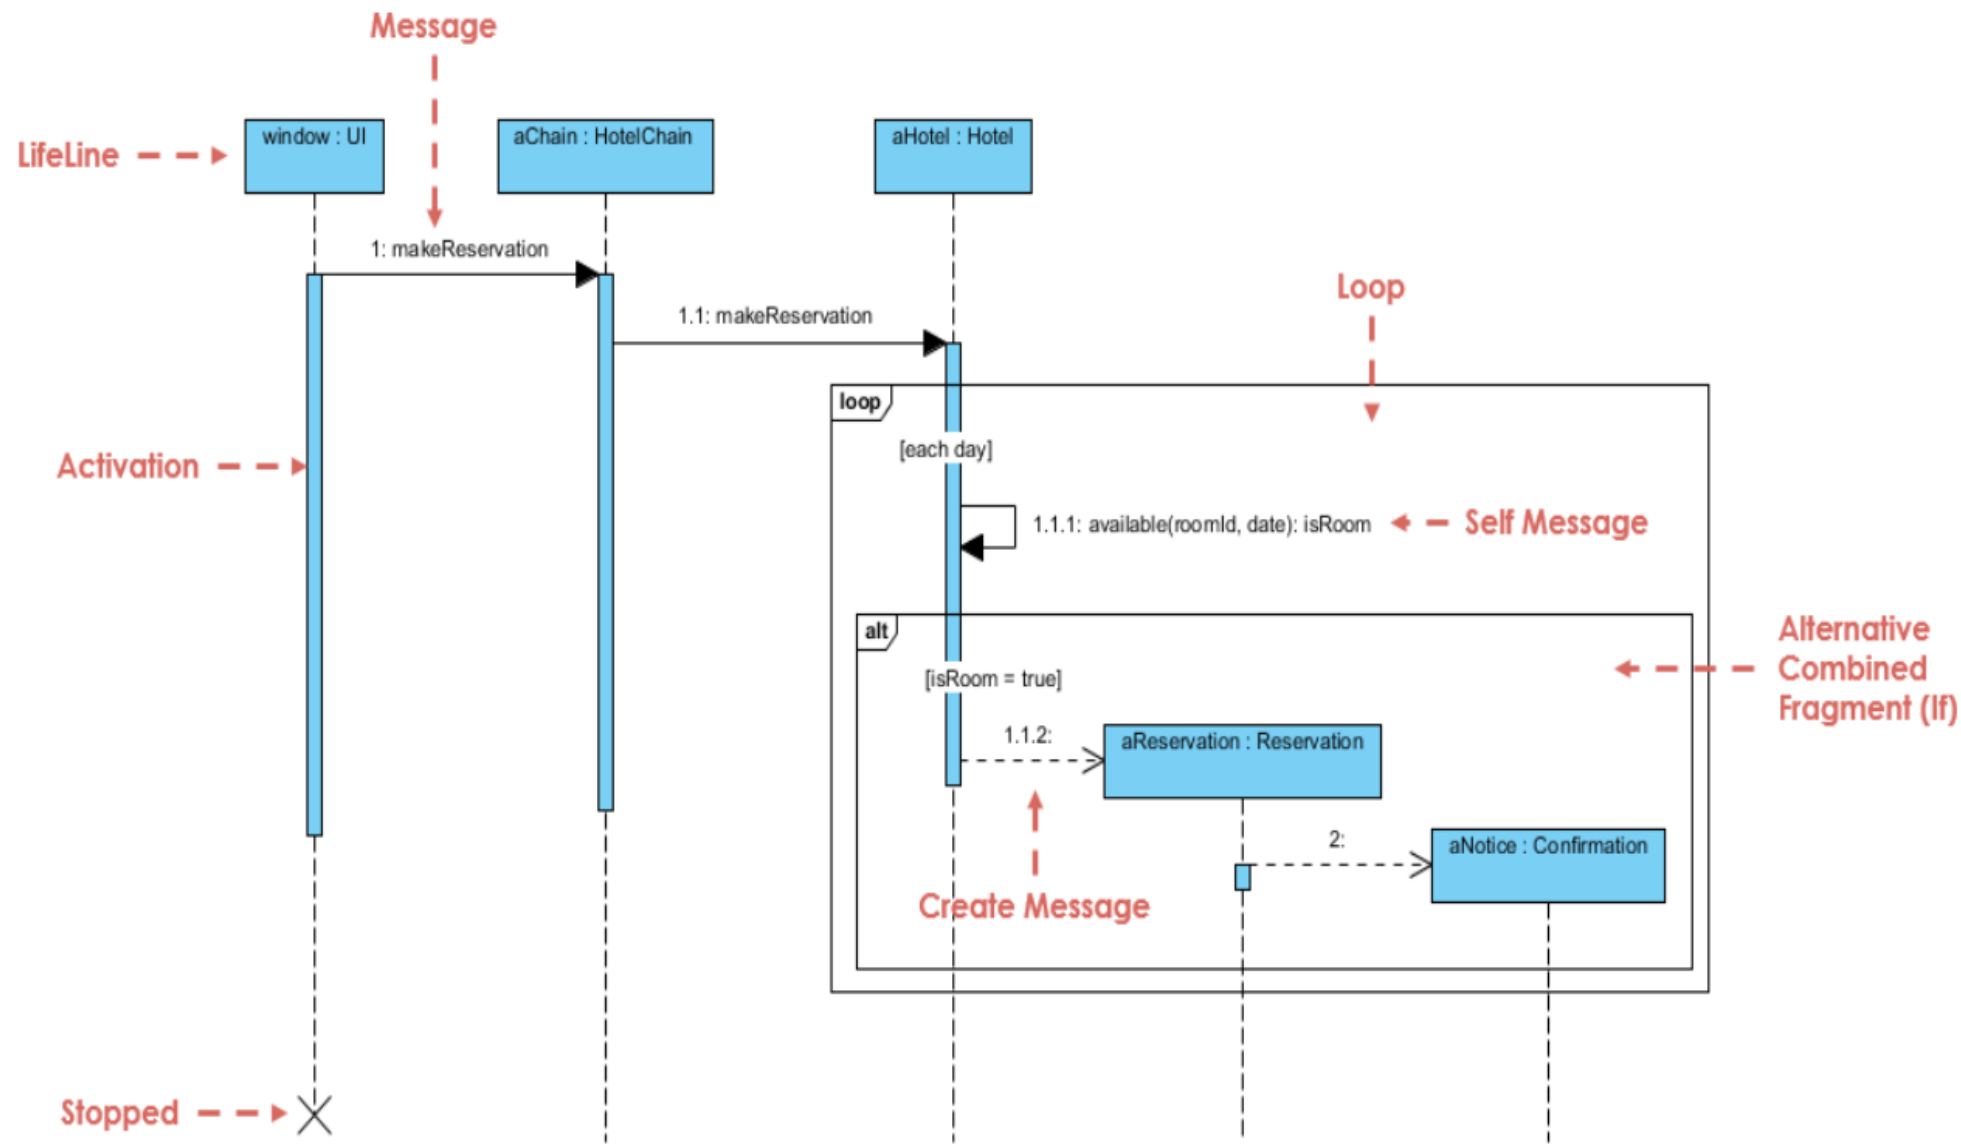 Message
LifeLine
window : UI
aChain : HotelChain
aHotel : Hotel
1: makeReservation
1.1: makeReservation
Loop
loop
[each day]
Activation
1.1.1: available(roomId, date): isRoom
Self Message
alt
[isRoom = true]
Alternative
Combined
Fragment (If)
1.1.2:
aReservation : Reservation
2:
aNotice : Confirmation
Create Message
Stopped